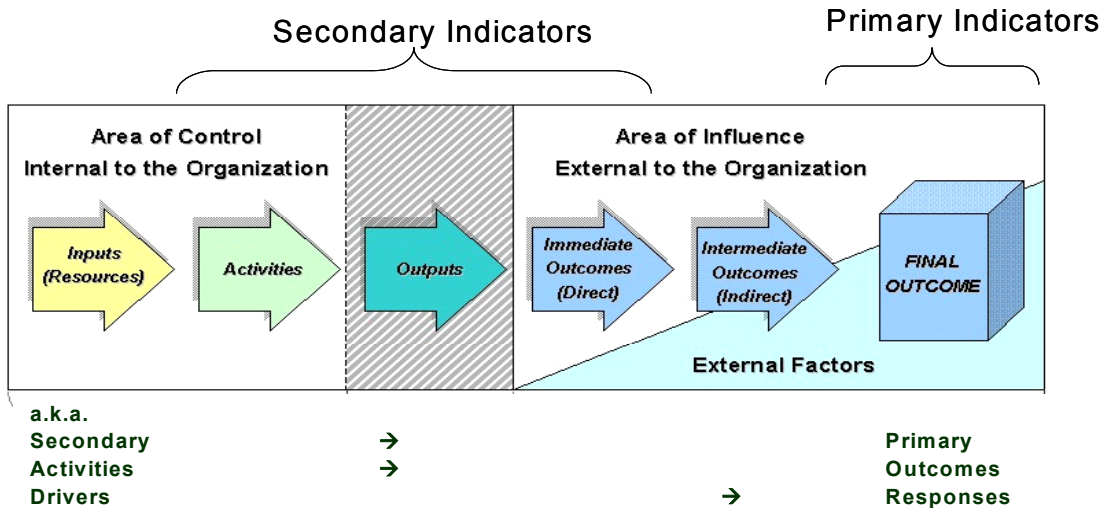 Secondary Indicators
Primary Indicators
Area of Control
Internal to the Organization
Area of Influence
External to the Organization
Inputs
(Resources)
Activities
Outputs
Immediate
Outcomes
(Direct)
Intermediate
Outcomes
(Indirect)
FINAL
OUTCOME
External Factors
a.k.a.
Secondary → Primary
Activities → Outcomes
Drivers → Responses